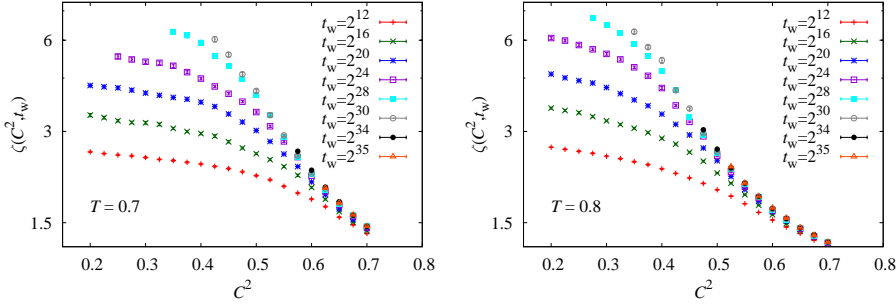 6
3
1.5
ζ(C², t_w)
T = 0.7
t_w=2^12
t_w=2^16
t_w=2^20
t_w=2^24
t_w=2^28
t_w=2^30
t_w=2^34
t_w=2^35
0.2 0.3 0.4 0.5 0.6 0.7 0.8
C²
6
3
1.5
ζ(C², t_w)
T = 0.8
t_w=2^12
t_w=2^16
t_w=2^20
t_w=2^24
t_w=2^28
t_w=2^30
t_w=2^34
t_w=2^35
0.2 0.3 0.4 0.5 0.6 0.7 0.8
C²